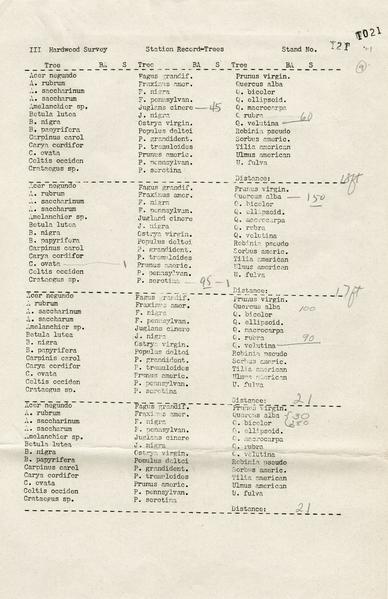 TO21
III Hardwood Survey Station Record-Trees Stand No. T21
Tree BA S Tree BA S Tree BA S
Acer negundo Fagus grandif. Prunus virgin.
A. rubrum Fraxinus amer. Quercus alba
A. saccharinum F. nigra Q. bicolor
A. saccharum F. pennsylvan. Q. ellipsoid.
Amelanchier sp Juglans cinere — 45 Q. macrocarpa
Betula lutea J. nigra Q rubra
B. nigra Ostrya virgin. Q. velutina — 60
B. papyrifera Populus deltoi Robinia pseudo
Carpinus carol P. grandident. Sorbus americ.
Carya cordifor P. tremuloides Tilia american
C. ovata Prunus americ. Ulmus american
Celtis occiden P. pennsylvan. U. fulva
Crataegus sp. P. serotina
Distance: 18ft
Acer negundo Fagus grandif. Prunus virgin.
A. rubrum Fraxinus amer. Quercus alba — 150
A. saccharinum F. nigra Q. bicolor
A. saccharum F. pennsylvan. Q. ellipsoid.
Amelanchier sp Juglans cinere Q. macrocarpa
Betula lutea J. nigra Q. rubra
B. nigra Ostrya virgin. Q. velutina
B. papyrifera Populus deltoi Robinia pseudo
Carpinus carol P. grandident. Sorbus americ.
Carya cordifor P. tremuloides Tilia american
C. ovata — 1 Prunus americ. Ulmus american
Celtis occiden P. pennsylvan. U. fulva
Crataegus sp. P. serotina — 95 — 1
Distance: 17ft
Acer negundo Fagus grandif. Prunus virgin.
A rubrum Fraxinus amer. Quercus alba 100
A. saccharinum F. nigra Q. bicolor
A. saccharum F. pennsylvan. Q. ellipsoid.
Amelanchier sp Juglans cinere Q. macrocarpa
Betula lutea J. nigra Q. rubra 90
B. nigra Ostrya virgin. Q. velutina
B. papyrifera Populus deltoi Robinia pseudo
Carpinis carol P. grandident. Sorbus americ.
Carya cordifor P. tremuloides Tilia american
C. ovata Prunus americ. Ulmus american
Celtis occiden P. pennsylvan. U. fulva
Crataegus sp. P. serotina
Distance: 21
Acer negundo Fagus grandif. Prunus virgin.
A. rubrum Fraxinus amer. Quercus alba
A. saccharinum F. nigra Q. bicolor
A. saccharum F. pennsylvan. Q. ellipsoid.
Amelanchier sp Juglans cinere Q. macrocarpa
Betula lutea J. nigra Q. rubra
B. nigra Ostrya virgin. Q. velutina
B. papyrifera Populus deltoi Robinia pseudo
Carpinus carol P. grandident. Sorbus americ.
Carya cordifor P. tremuloides Tilia american
C. ovata Prunus americ. Ulmus american
Celtis occiden P. pennsylvan. U. fulva
Crataegus sp P. serotina
Distance: 21